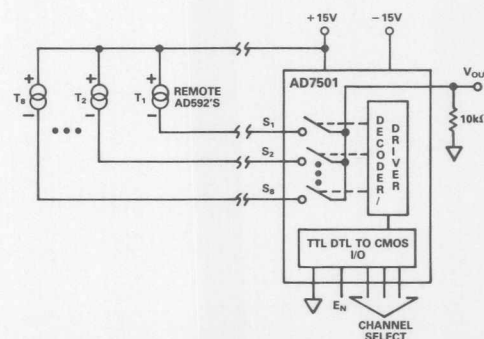 +15V
−15V
AD7501
V_OUT
+
+
+
T8
T2
T1
REMOTE
AD592'S
−
−
−
S1
S2
S8
DECODER/
DRIVER
10kΩ
TTL DTL TO CMOS
I/O
EN
CHANNEL
SELECT